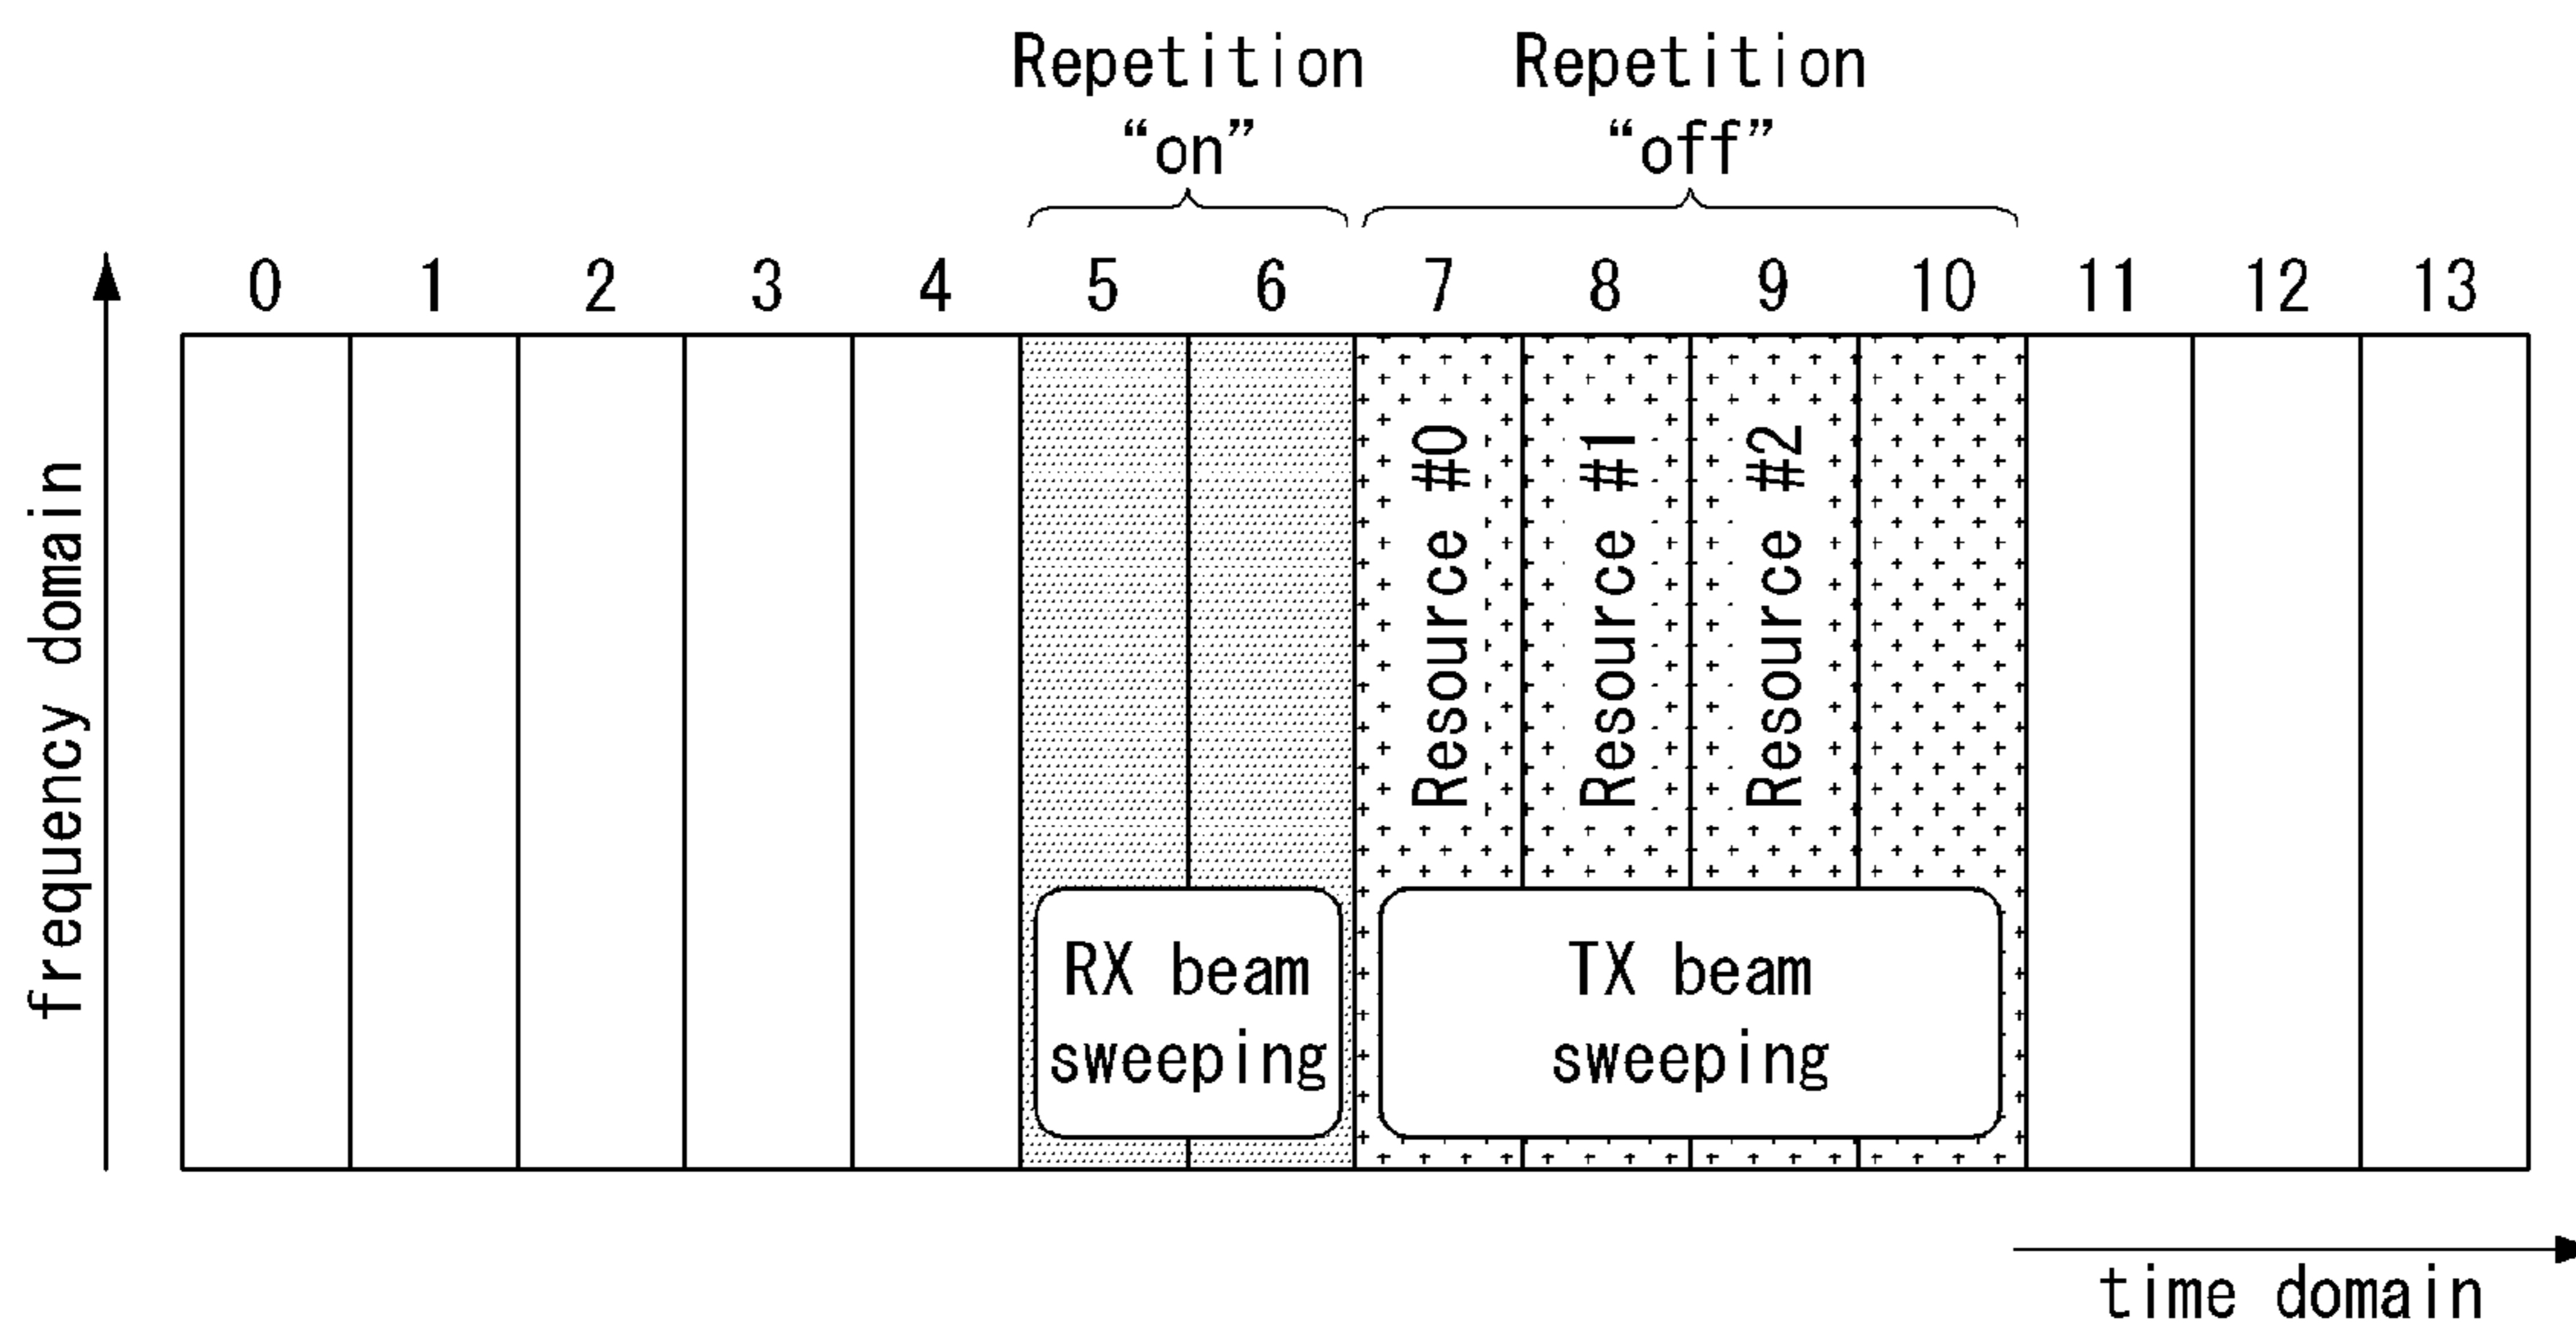 Repetition
“on”
Repetition
“off”
0 1 2 3 4 5 6 7 8 9 10 11 12 13
frequency domain
Resource #0
Resource #1
Resource #2
RX beam
sweeping
TX beam
sweeping
time domain